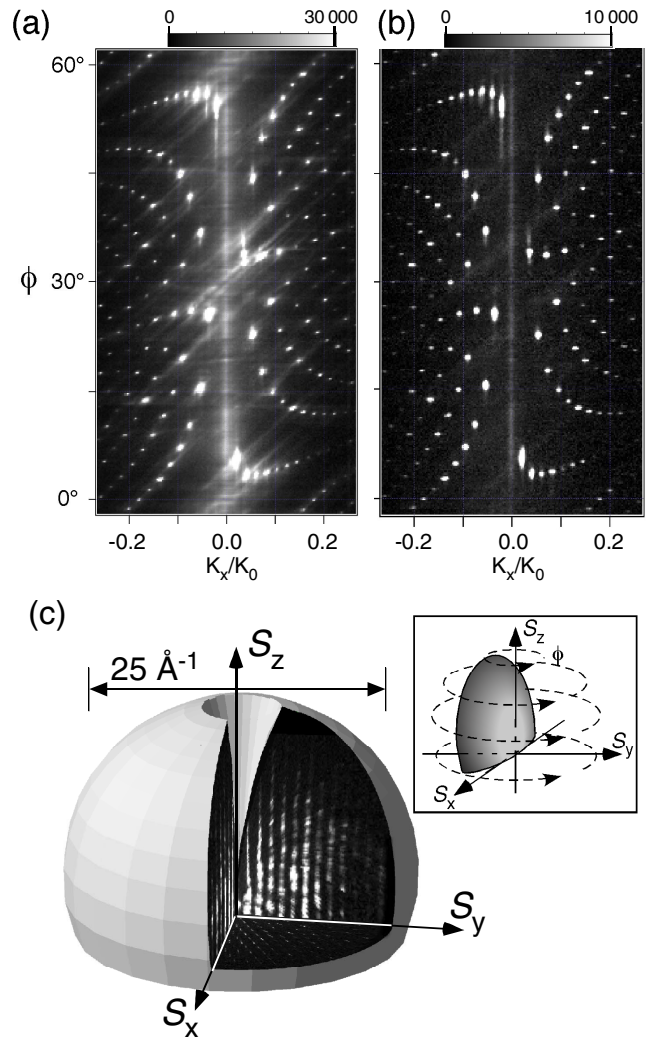 (a)
0 30 000
(b)
0 10 000
60°
ϕ 30°
0°
-0.2 0.0 0.2
Kx/K0
-0.2 0.0 0.2
Kx/K0
(c)
25 Å-1
Sz
Sy
Sx
Sz
ϕ
Sy
Sx